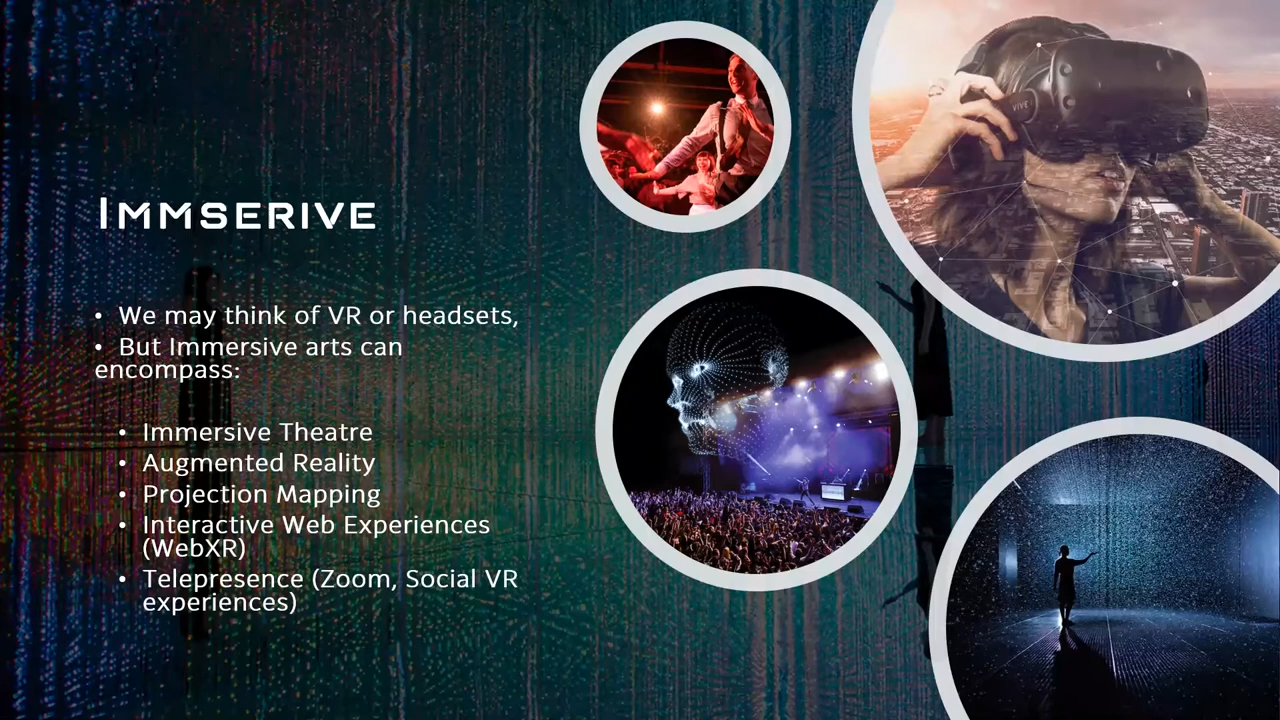 IMMSERIVE
• We may think of VR or headsets,
• But Immersive arts can
encompass:
• Immersive Theatre
• Augmented Reality
• Projection Mapping
• Interactive Web Experiences
(WebXR)
• Telepresence (Zoom, Social VR
experiences)
VIVE